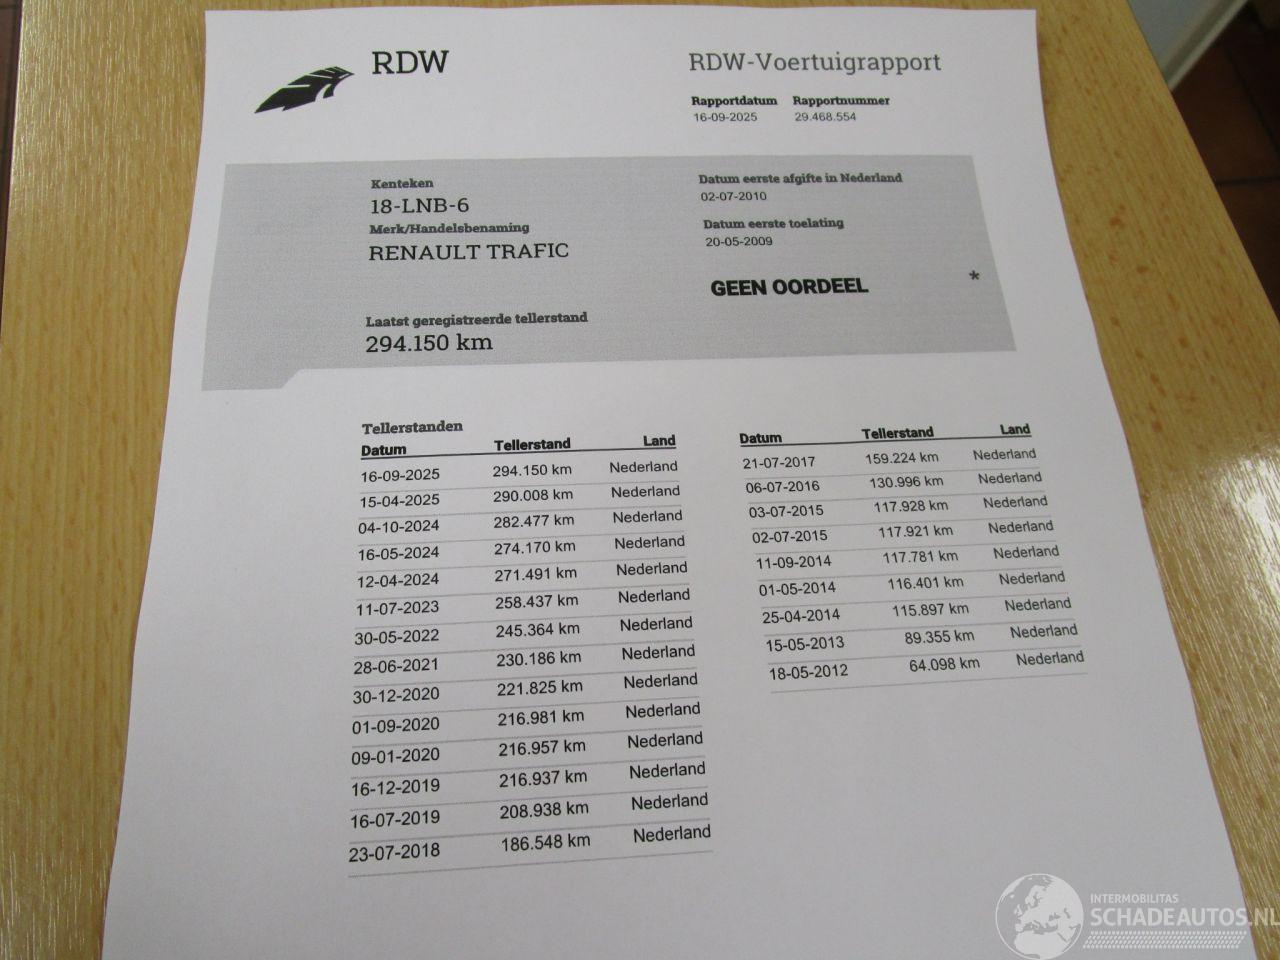 RDW
RDW-Voertuigrapport
Rapportdatum Rapportnummer
16-09-2025 29.468.554
Kenteken
18-LNB-6
Merk/Handelsbenaming
RENAULT TRAFIC
Datum eerste afgifte in Nederland
02-07-2010
Datum eerste toelating
20-05-2009
GEEN OORDEEL *
Laatst geregistreerde tellerstand
294.150 km
Tellerstanden
Datum Tellerstand Land
16-09-2025 294.150 km Nederland
15-04-2025 290.008 km Nederland
04-10-2024 282.477 km Nederland
16-05-2024 274.170 km Nederland
12-04-2024 271.491 km Nederland
11-07-2023 258.437 km Nederland
30-05-2022 245.364 km Nederland
28-06-2021 230.186 km Nederland
30-12-2020 221.825 km Nederland
01-09-2020 216.981 km Nederland
09-01-2020 216.957 km Nederland
16-12-2019 216.937 km Nederland
16-07-2019 208.938 km Nederland
23-07-2018 186.548 km Nederland
Datum Tellerstand Land
21-07-2017 159.224 km Nederland
06-07-2016 130.996 km Nederland
03-07-2015 117.928 km Nederland
02-07-2015 117.921 km Nederland
11-09-2014 117.781 km Nederland
01-05-2014 116.401 km Nederland
25-04-2014 115.897 km Nederland
15-05-2013 89.355 km Nederland
18-05-2012 64.098 km Nederland
INTERMOBILITAS
SCHADEAUTOS.NL